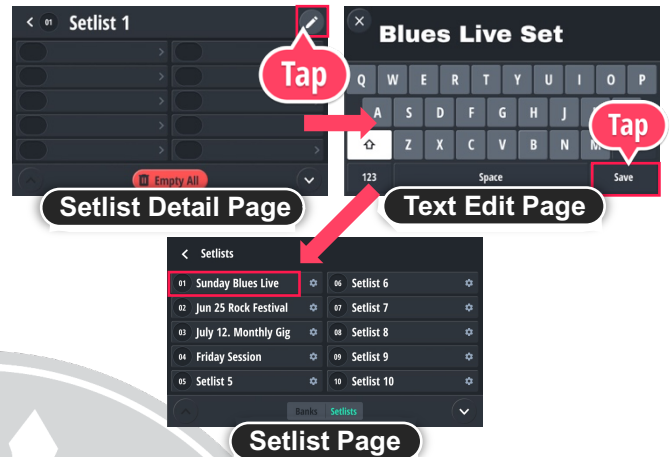 01 Setlist 1
Tap
Empty All
Setlist Detail Page
Blues Live Set
Q W E R T Y U I O P
A S D F G H J
Tap
Z X C V B N M
123 Space Save
Text Edit Page
Setlists
01 Sunday Blues Live
02 Jun 25 Rock Festival
03 July 12. Monthly Gig
04 Friday Session
05 Setlist 5
06 Setlist 6
07 Setlist 7
08 Setlist 8
09 Setlist 9
10 Setlist 10
Banks Setlists
Setlist Page